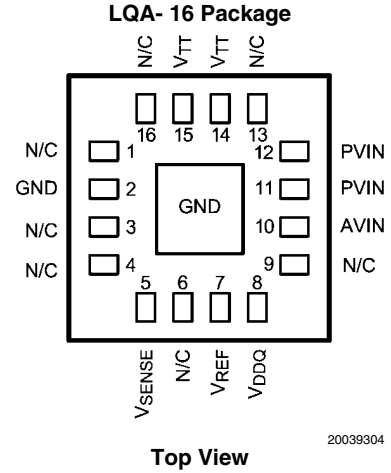 LQA- 16 Package
N/C VTT VTT N/C
16 15 14 13
N/C 1 12 PVIN
GND 2 11 PVIN
GND
N/C 3 10 AVIN
N/C 4 9 N/C
5 6 7 8
VSENSE N/C VREF VDDQ
20039304
Top View